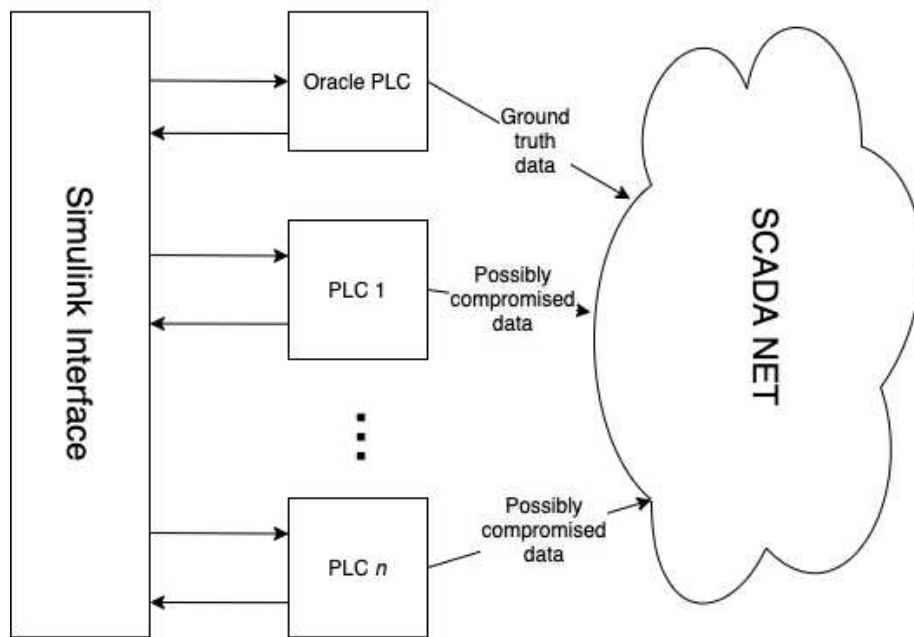 Simulink Interface
Oracle PLC
Ground
truth
data
PLC 1
Possibly
compromised
data
PLC n
Possibly
compromised
data
SCADA NET